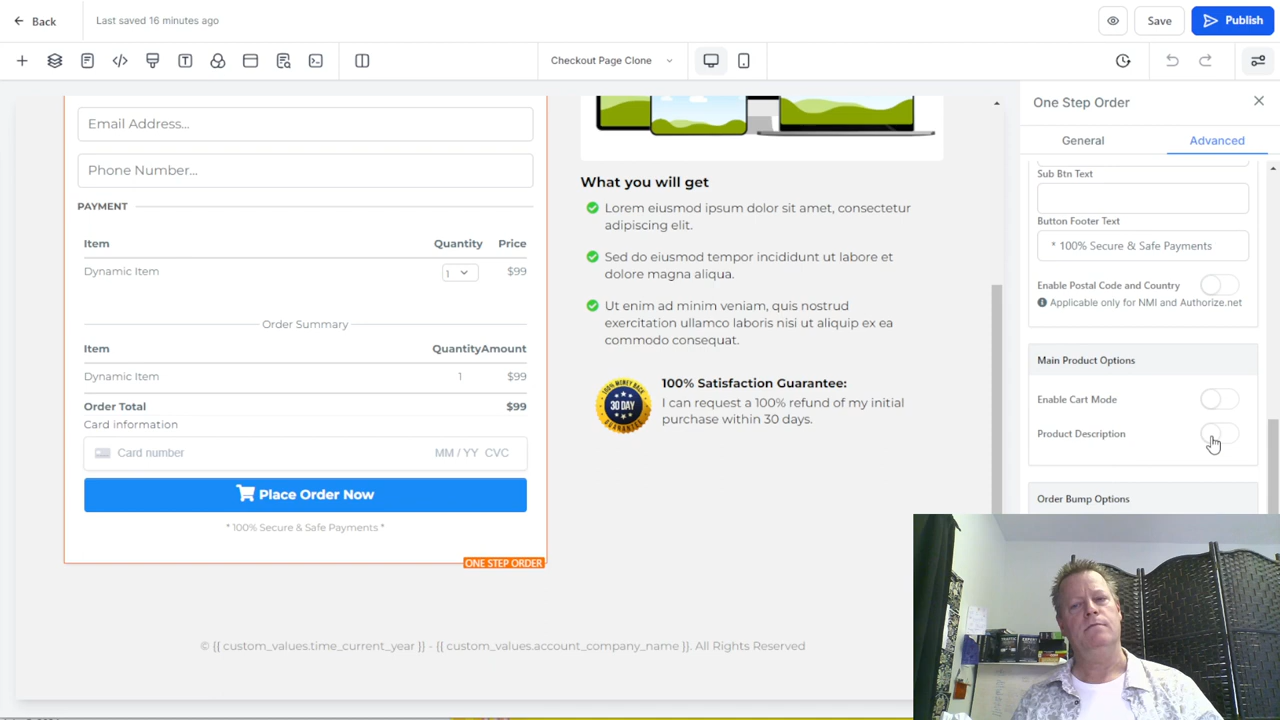 Back
Last saved 16 minutes ago
Save
Publish
Checkout Page Clone
Email Address...
Phone Number...
PAYMENT
Item Quantity Price
Dynamic Item 1 $99
Order Summary
Item QuantityAmount
Dynamic Item 1 $99
Order Total $99
Card information
Card number MM / YY CVC
Place Order Now
* 100% Secure & Safe Payments *
ONE STEP ORDER
What you will get
Lorem eiusmod ipsum dolor sit amet, consectetur
adipiscing elit.
Sed do eiusmod tempor incididunt ut labore et
dolore magna aliqua.
Ut enim ad minim veniam, quis nostrud
exercitation ullamco laboris nisi ut aliquip ex ea
commodo consequat.
30 DAY
100% Satisfaction Guarantee:
I can request a 100% refund of my initial
purchase within 30 days.
© {{ custom_values.time_current_year }} - {{ custom_values.account_company_name }}. All Rights Reserved
One Step Order
General
Advanced
Sub Btn Text
Button Footer Text
* 100% Secure & Safe Payments
Enable Postal Code and Country
Applicable only for NMI and Authorize.net
Main Product Options
Enable Cart Mode
Product Description
Order Bump Options